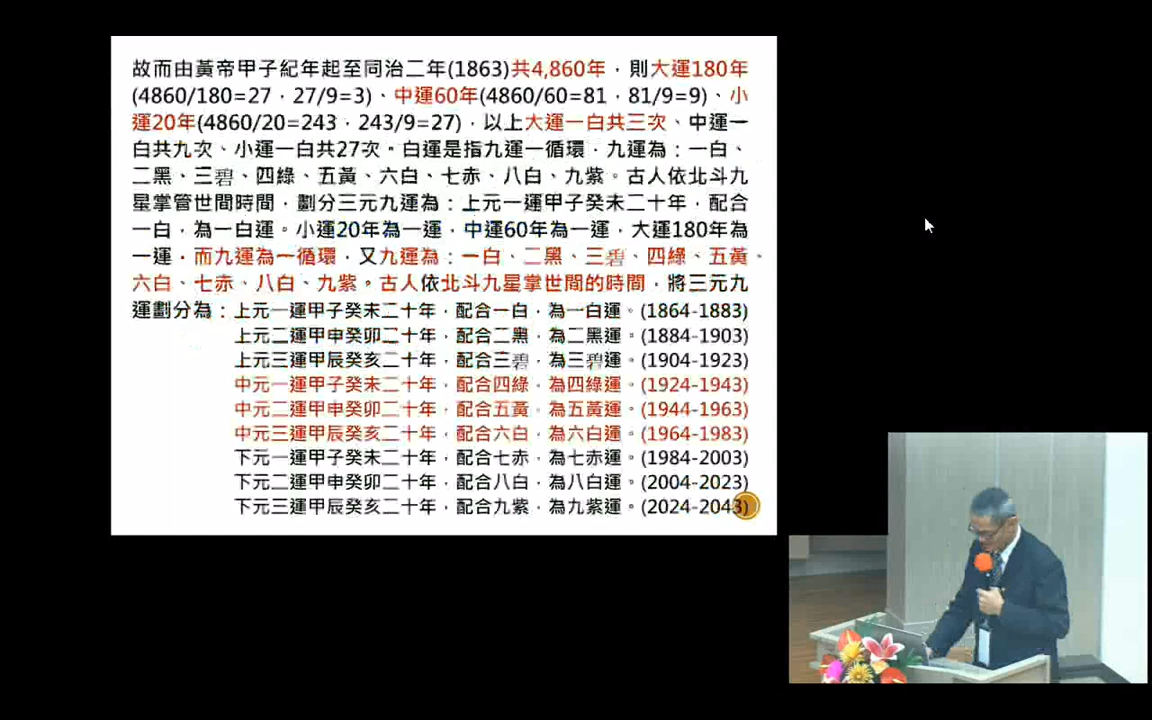 故而由黃帝甲子紀年起至同治二年(1863)共4,860年，則大運180年
(4860/180=27，27/9=3)、中運60年(4860/60=81，81/9=9)、小
運20年(4860/20=243，243/9=27)，以上大運一白共三次、中運一
白共九次、小運一白共27次。白運是指九運一循環，九運為：一白、
二黑、三碧、四綠、五黃、六白、七赤、八白、九紫。古人依北斗九
星掌管世間時間，劃分三元九運為：上元一運甲子癸未二十年，配合
一白，為一白運。小運20年為一運，中運60年為一運，大運180年為
一運，而九運為一循環，又九運為：一白、二黑、三碧、四綠、五黃、
六白、七赤、八白、九紫。古人依北斗九星掌世間的時間，將三元九
運劃分為：上元一運甲子癸未二十年，配合一白，為一白運。(1864-1883)
上元二運甲申癸卯二十年，配合二黑，為二黑運。(1884-1903)
上元三運甲辰癸亥二十年，配合三碧，為三碧運。(1904-1923)
中元一運甲子癸未二十年，配合四綠，為四綠運。(1924-1943)
中元二運甲申癸卯二十年，配合五黃，為五黃運。(1944-1963)
中元三運甲辰癸亥二十年，配合六白，為六白運。(1964-1983)
下元一運甲子癸未二十年，配合七赤，為七赤運。(1984-2003)
下元二運甲申癸卯二十年，配合八白，為八白運。(2004-2023)
下元三運甲辰癸亥二十年，配合九紫，為九紫運。(2024-2043)